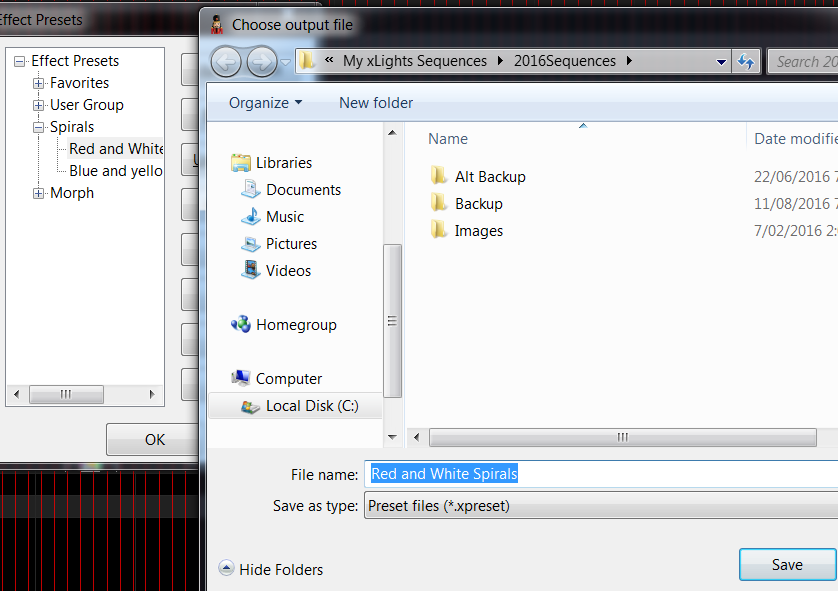 Effect Presets
Effect Presets
Favorites
User Group
Spirals
Red and White
Blue and yello
Morph
OK
Choose output file
« My xLights Sequences 2016Sequences
Search 20
Organize
New folder
Libraries
Documents
Music
Pictures
Videos
Homegroup
Computer
Local Disk (C:)
Name
Date modifie
Alt Backup
22/06/2016 7
Backup
11/08/2016 7
Images
7/02/2016 2:
File name: Red and White Spirals
Save as type: Preset files (*.xpreset)
Hide Folders
Save